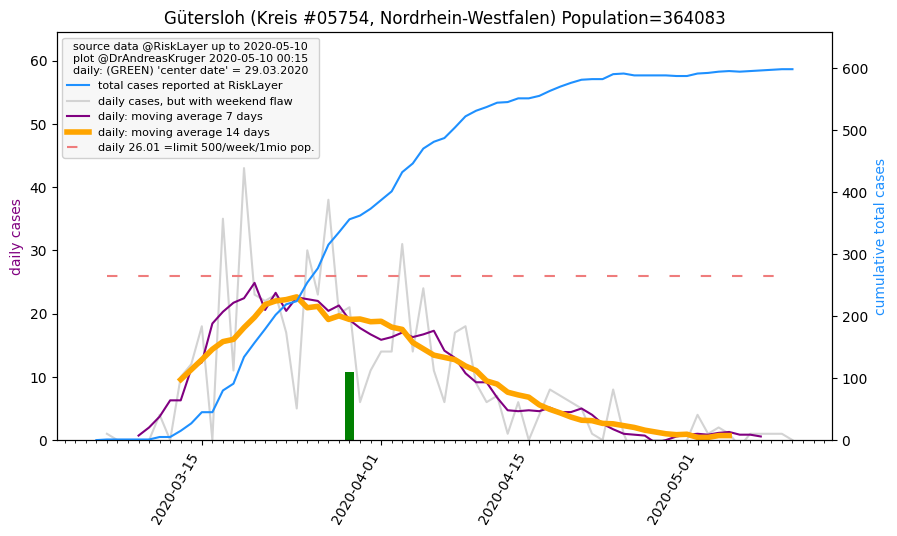 Gütersloh (Kreis #05754, Nordrhein-Westfalen) Population=364083
source data @RiskLayer up to 2020-05-10
plot @DrAndreasKruger 2020-05-10 00:15
daily: (GREEN) 'center date' = 29.03.2020
total cases reported at RiskLayer
daily cases, but with weekend flaw
daily: moving average 7 days
daily: moving average 14 days
daily 26.01 =limit 500/week/1mio pop.
daily cases
60
50
40
30
20
10
0
cumulative total cases
600
500
400
300
200
100
0
2020-03-15
2020-04-01
2020-04-15
2020-05-01